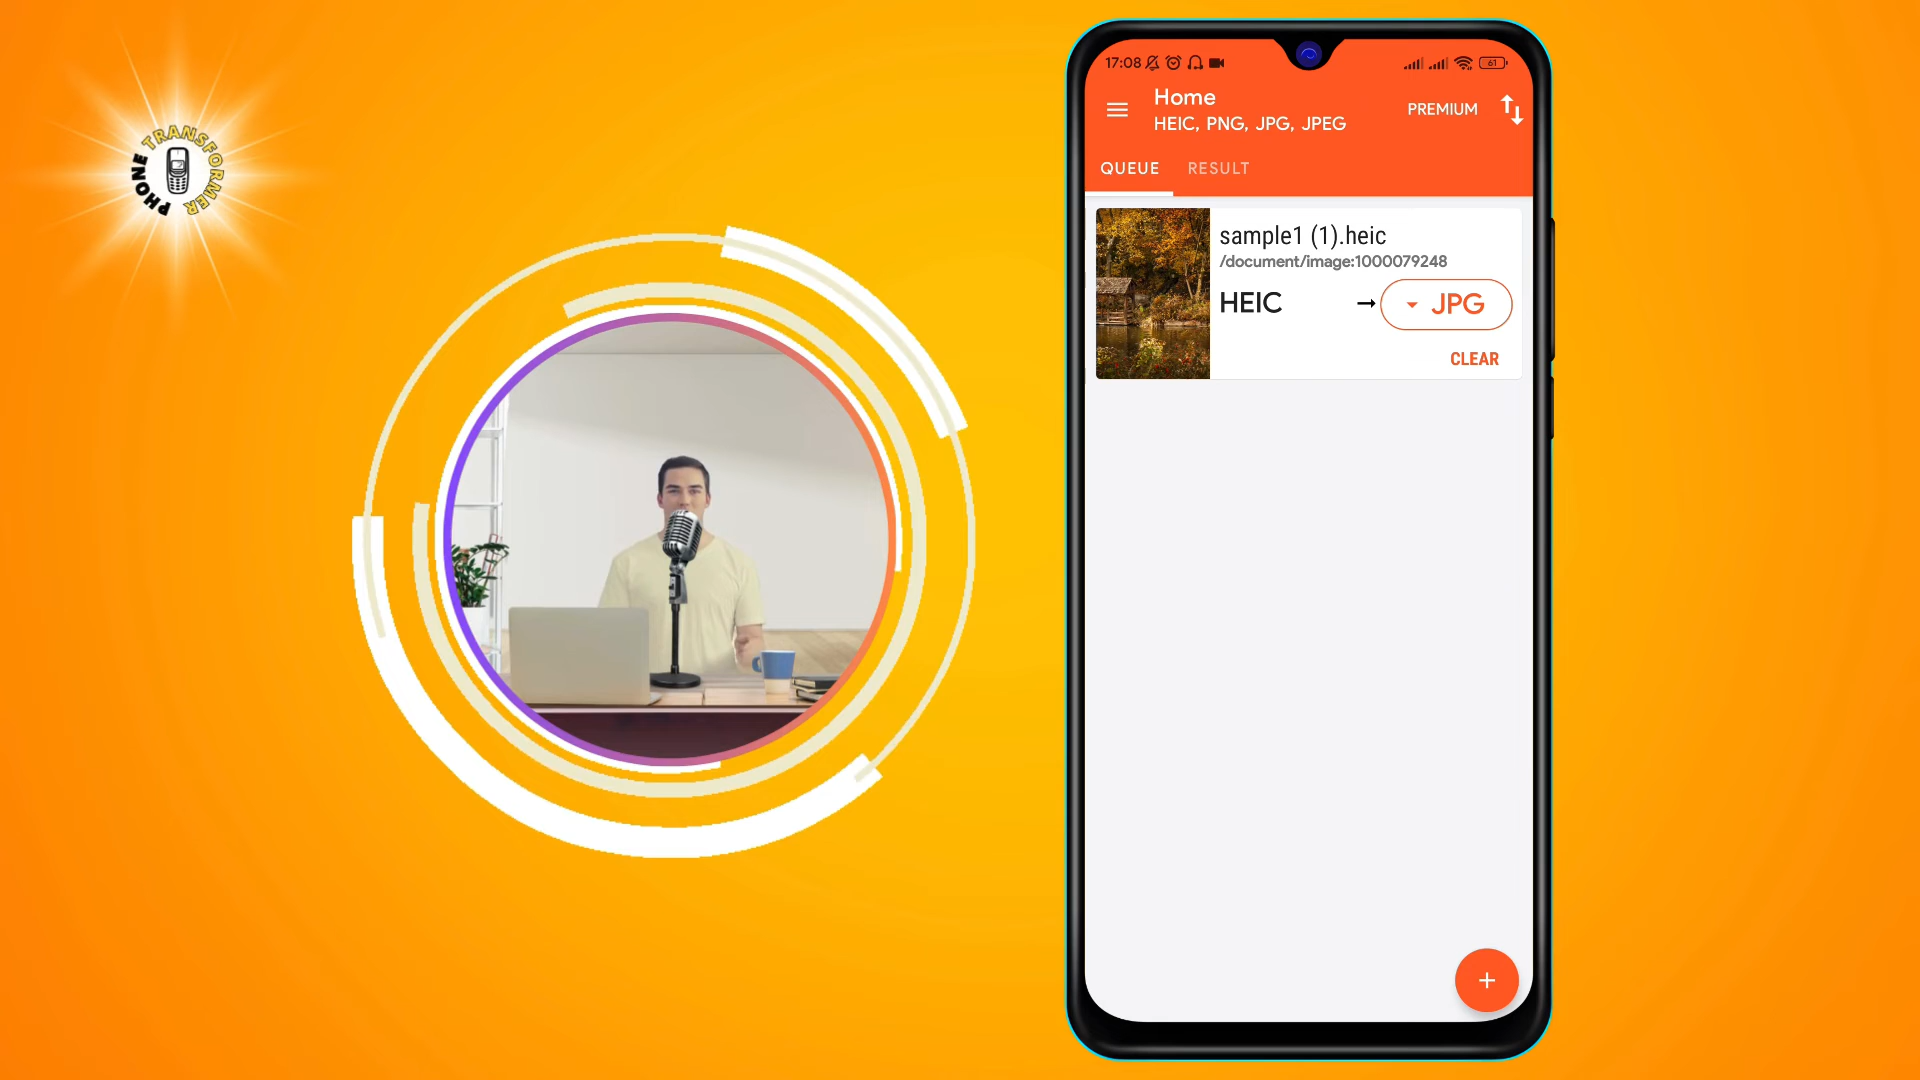 PHONE TRANSFORMER
17:08
61
Home
HEIC, PNG, JPG, JPEG
PREMIUM
QUEUE
RESULT
sample1 (1).heic
/document/image:1000079248
HEIC
→
JPG
CLEAR
+